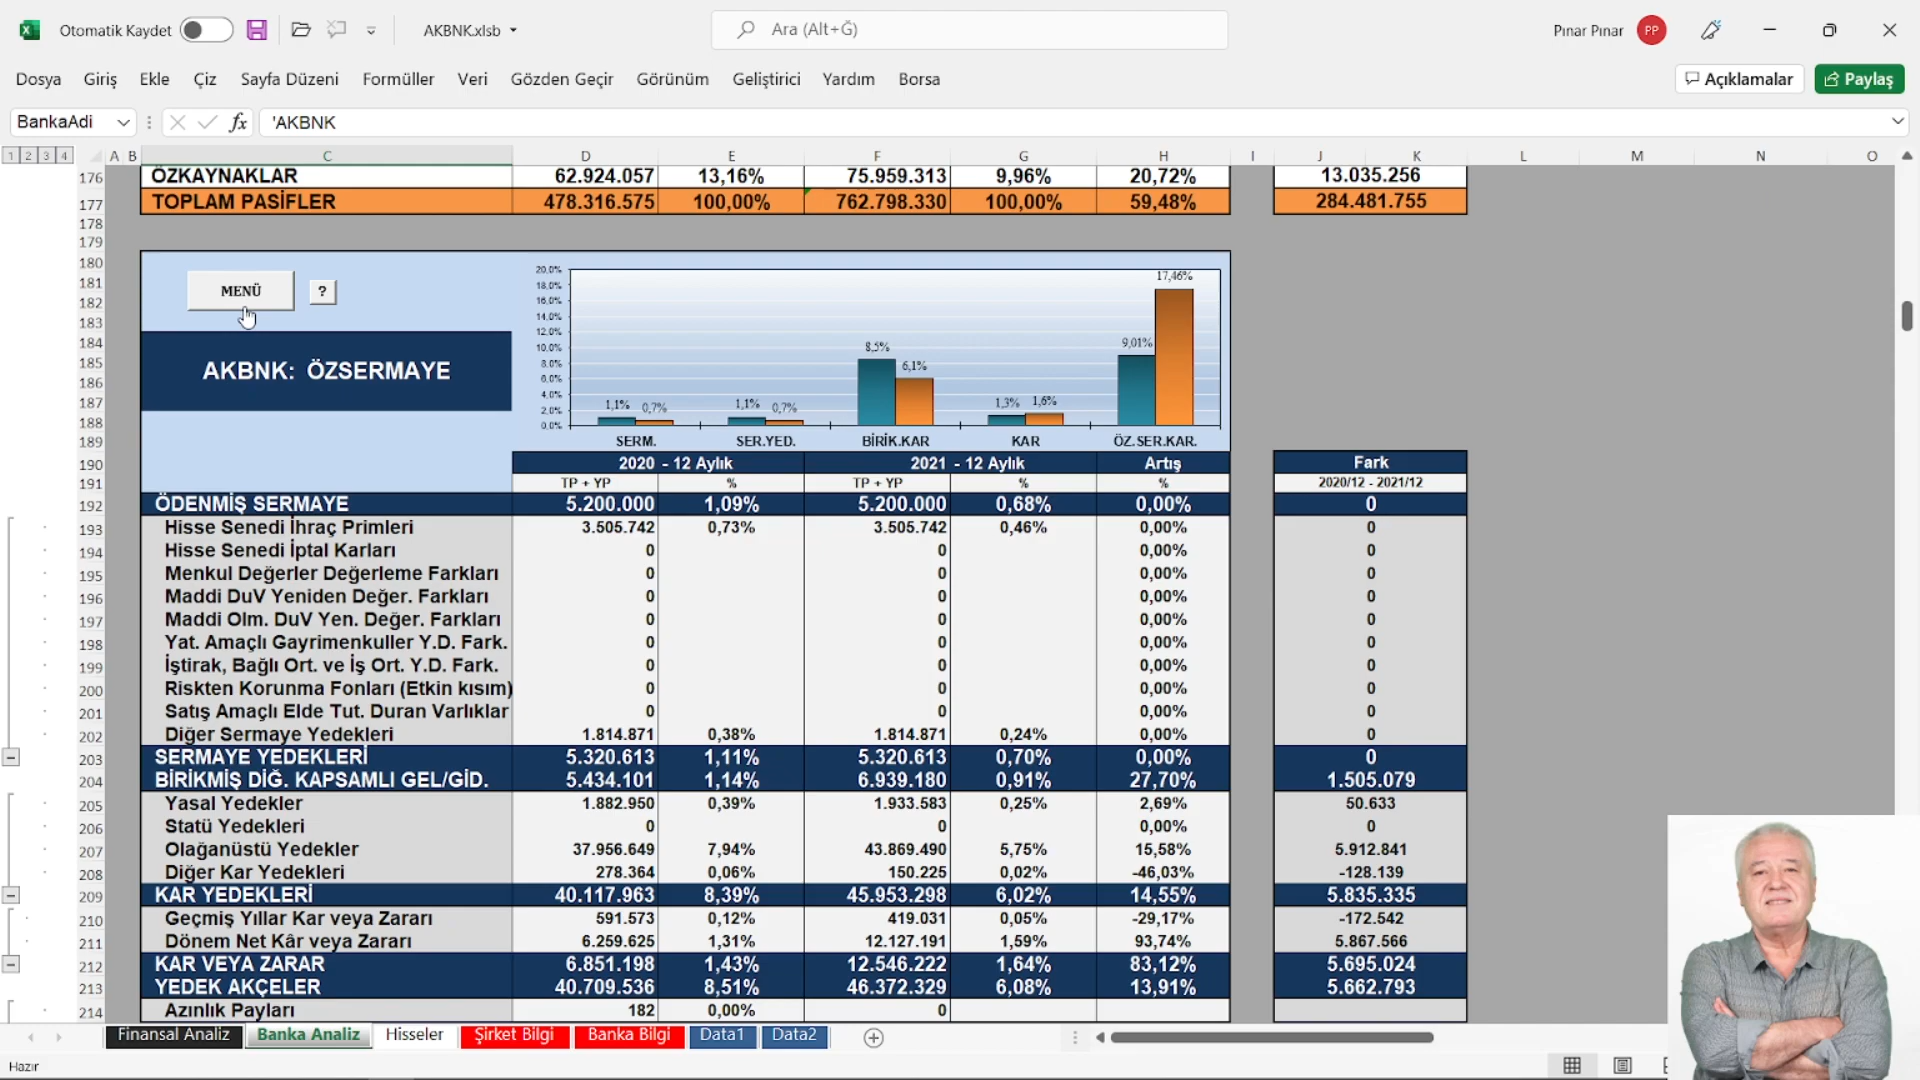 Otomatik Kaydet AKBNK.xlsb Ara (Alt+Ğ) Pınar Pınar PP
Dosya Giriş Ekle Çiz Sayfa Düzeni Formüller Veri Gözden Geçir Görünüm Geliştirici Yardım Borsa Açıklamalar Paylaş
BankaAdi fx 'AKBNK
1 2 3 4 A B C D E F G H I J K L M N O
176 ÖZKAYNAKLAR 62.924.057 13,16% 75.959.313 9,96% 20,72% 13.035.256
177 TOPLAM PASİFLER 478.316.575 100,00% 762.798.330 100,00% 59,48% 284.481.755
178
179
180
181
182
183
184
185
186
187
188
189
MENÜ ?
AKBNK: ÖZSERMAYE
20,0%
18,0%
16,0%
14,0%
12,0%
10,0%
8,0%
6,0%
4,0%
2,0%
0,0%
1,1% 0,7% 1,1% 0,7% 8,5% 6,1% 1,3% 1,6% 9,01% 17,46%
SERM. SER.YED. BİRİK.KAR KAR ÖZ.SER.KAR.
190 2020 - 12 Aylık 2021 - 12 Aylık Artış Fark
191 TP + YP % TP + YP % % 2020/12 - 2021/12
192 ÖDENMİŞ SERMAYE 5.200.000 1,09% 5.200.000 0,68% 0,00% 0
193 Hisse Senedi İhraç Primleri 3.505.742 0,73% 3.505.742 0,46% 0,00% 0
194 Hisse Senedi İptal Karları 0 0 0,00% 0
195 Menkul Değerler Değerleme Farkları 0 0 0,00% 0
196 Maddi DuV Yeniden Değer. Farkları 0 0 0,00% 0
197 Maddi Olm. DuV Yen. Değer. Farkları 0 0 0,00% 0
198 Yat. Amaçlı Gayrimenkuller Y.D. Fark. 0 0 0,00% 0
199 İştirak, Bağlı Ort. ve İş Ort. Y.D. Fark. 0 0 0,00% 0
200 Riskten Korunma Fonları (Etkin kısım) 0 0 0,00% 0
201 Satış Amaçlı Elde Tut. Duran Varlıklar 0 0 0,00% 0
202 Diğer Sermaye Yedekleri 1.814.871 0,38% 1.814.871 0,24% 0,00% 0
203 SERMAYE YEDEKLERİ 5.320.613 1,11% 5.320.613 0,70% 0,00% 0
204 BİRİKMİŞ DİĞ. KAPSAMLI GEL/GİD. 5.434.101 1,14% 6.939.180 0,91% 27,70% 1.505.079
205 Yasal Yedekler 1.882.950 0,39% 1.933.583 0,25% 2,69% 50.633
206 Statü Yedekleri 0 0 0,00% 0
207 Olağanüstü Yedekler 37.956.649 7,94% 43.869.490 5,75% 15,58% 5.912.841
208 Diğer Kar Yedekleri 278.364 0,06% 150.225 0,02% -46,03% -128.139
209 KAR YEDEKLERİ 40.117.963 8,39% 45.953.298 6,02% 14,55% 5.835.335
210 Geçmiş Yıllar Kar veya Zararı 591.573 0,12% 419.031 0,05% -29,17% -172.542
211 Dönem Net Kâr veya Zararı 6.259.625 1,31% 12.127.191 1,59% 93,74% 5.867.566
212 KAR VEYA ZARAR 6.851.198 1,43% 12.546.222 1,64% 83,12% 5.695.024
213 YEDEK AKÇELER 40.709.536 8,51% 46.372.329 6,08% 13,91% 5.662.793
214 Azınlık Payları 182 0,00% 0
Finansal Analiz Banka Analiz Hisseler Şirket Bilgi Banka Bilgi Data1 Data2
Hazır